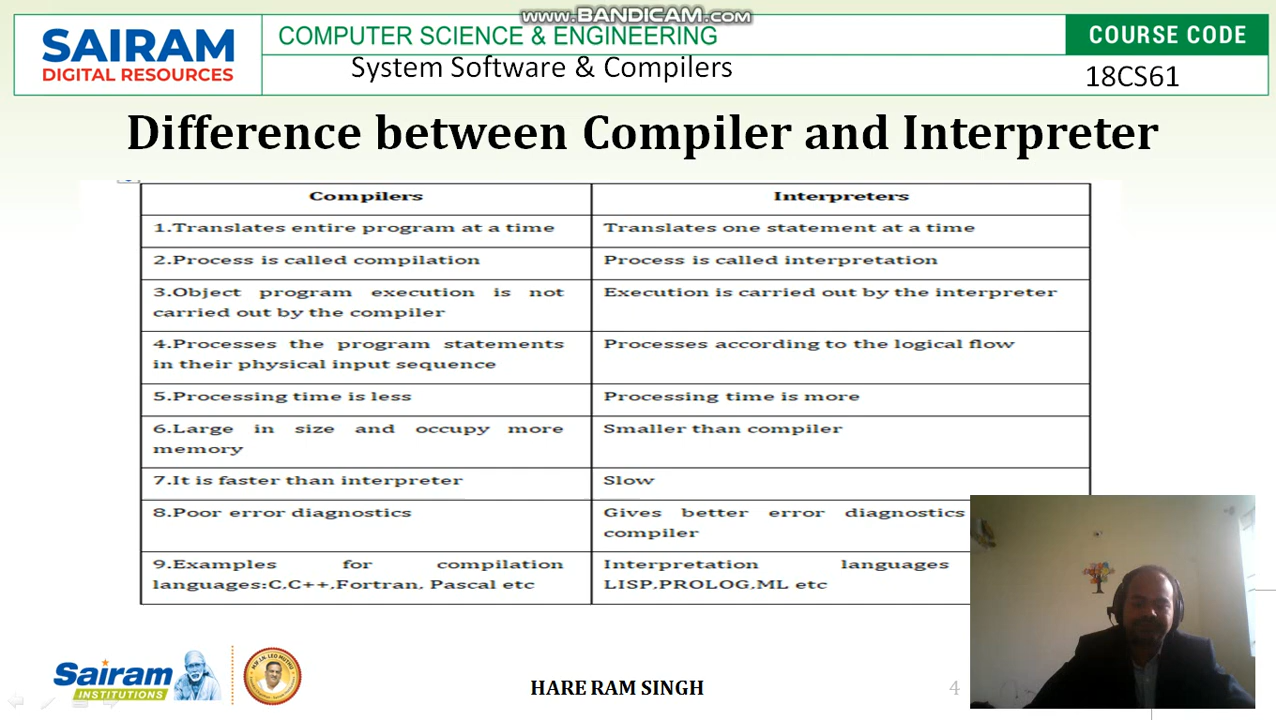 www.BANDICAM.com
SAIRAM
DIGITAL RESOURCES
COMPUTER SCIENCE & ENGINEERING
COURSE CODE
System Software & Compilers
18CS61
Difference between Compiler and Interpreter
Compilers
Interpreters
1.Translates entire program at a time
Translates one statement at a time
2.Process is called compilation
Process is called interpretation
3.Object program execution is not
carried out by the compiler
Execution is carried out by the interpreter
4.Processes the program statements
in their physical input sequence
Processes according to the logical flow
5.Processing time is less
Processing time is more
6.Large in size and occupy more
memory
Smaller than compiler
7.It is faster than interpreter
Slow
8.Poor error diagnostics
Gives better error diagnostics
compiler
9.Examples for compilation
languages:C,C++,Fortran, Pascal etc
Interpretation languages
LISP,PROLOG,ML etc
Sairam
INSTITUTIONS
HARE RAM SINGH
4